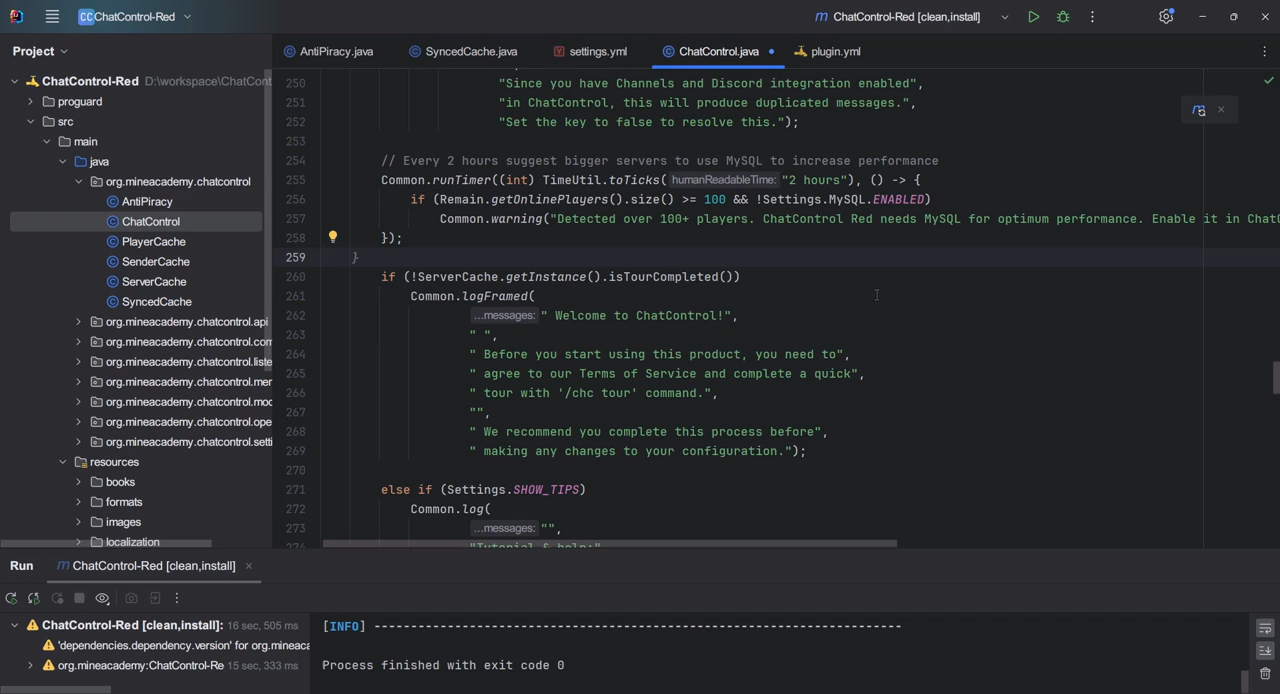 CC ChatControl-Red
ChatControl-Red [clean,install]
Project
AntiPiracy.java
SyncedCache.java
settings.yml
ChatControl.java
plugin.yml
ChatControl-Red D:\workspace\ChatCont
proguard
src
main
java
org.mineacademy.chatcontrol
AntiPiracy
ChatControl
PlayerCache
SenderCache
ServerCache
SyncedCache
org.mineacademy.chatcontrol.api
org.mineacademy.chatcontrol.com
org.mineacademy.chatcontrol.liste
org.mineacademy.chatcontrol.mer
org.mineacademy.chatcontrol.moc
org.mineacademy.chatcontrol.ope
org.mineacademy.chatcontrol.setti
resources
books
formats
images
localization
250 "Since you have Channels and Discord integration enabled",
251 "in ChatControl, this will produce duplicated messages.",
252 "Set the key to false to resolve this.");
253
254 // Every 2 hours suggest bigger servers to use MySQL to increase performance
255 Common.runTimer((int) TimeUtil.toTicks( humanReadableTime: "2 hours"), () -> {
256 if (Remain.getOnlinePlayers().size() >= 100 && !Settings.MySQL.ENABLED)
257 Common.warning("Detected over 100+ players. ChatControl Red needs MySQL for optimum performance. Enable it in ChatC
258 });
259 }
260 if (!ServerCache.getInstance().isTourCompleted())
261 Common.logFramed(
262 ...messages: " Welcome to ChatControl!",
263 " ",
264 " Before you start using this product, you need to",
265 " agree to our Terms of Service and complete a quick",
266 " tour with '/chc tour' command.",
267 "",
268 " We recommend you complete this process before",
269 " making any changes to your configuration.");
270
271 else if (Settings.SHOW_TIPS)
272 Common.log(
273 ...messages: "",
274 "Tutorial & help:"
Run
ChatControl-Red [clean,install]
ChatControl-Red [clean,install]: 16 sec, 505 ms
'dependencies.dependency.version' for org.mineaca
org.mineacademy:ChatControl-Re 15 sec, 333 ms
[INFO] ------------------------------------------------------------------------
Process finished with exit code 0